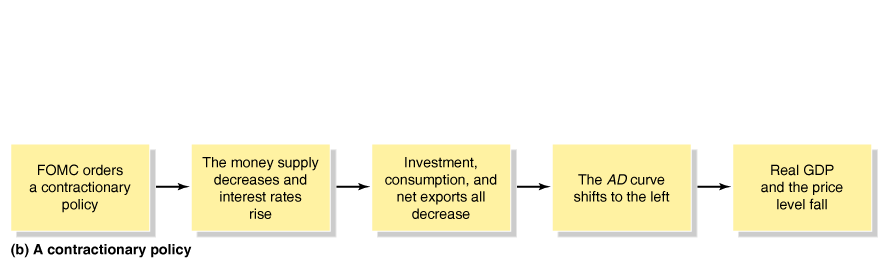 FOMC orders
a contractionary
policy
The money supply
decreases and
interest rates
rise
Investment,
consumption, and
net exports all
decrease
The AD curve
shifts to the left
Real GDP
and the price
level fall
(b) A contractionary policy